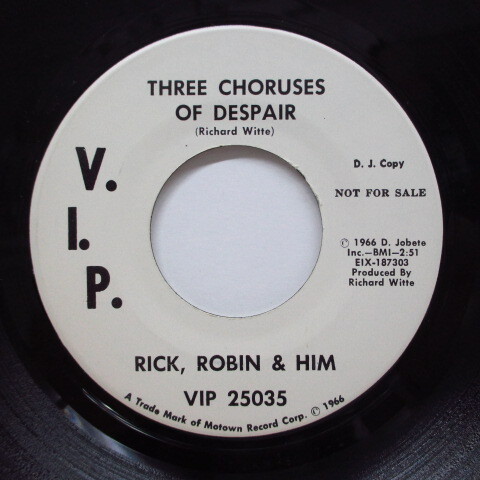 THREE CHORUSES
OF DESPAIR
(Richard Witte)
V.
I.
P.
D. J. Copy
NOT FOR SALE
Ⓟ 1966 D. Jobete
Inc.—BMI—2:51
EIX-187303
Produced By
Richard Witte
RICK, ROBIN & HIM
VIP 25035
A Trade Mark of Motown Record Corp. © 1966